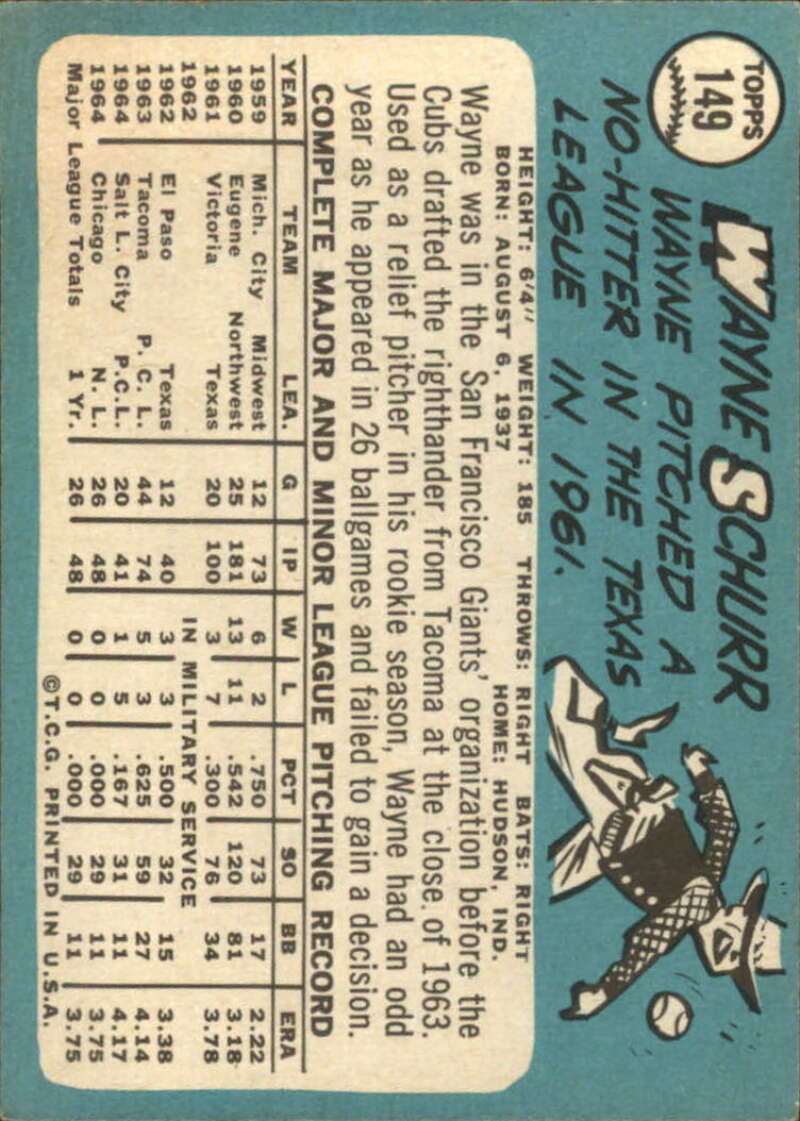 TOPPS
149
WAYNE SCHURR
WAYNE PITCHED A
NO-HITTER IN THE TEXAS
LEAGUE IN 1961.
HEIGHT: 6'4" WEIGHT: 185 THROWS: RIGHT BATS: RIGHT
BORN: AUGUST 6, 1937 HOME: HUDSON, IND.
Wayne was in the San Francisco Giants' organization before the
Cubs drafted the righthander from Tacoma at the close of 1963.
Used as a relief pitcher in his rookie season, Wayne had an odd
year as he appeared in 26 ballgames and failed to gain a decision.
COMPLETE MAJOR AND MINOR LEAGUE PITCHING RECORD
YEAR TEAM LEA. G IP W L PCT SO BB ERA
1959 Mich. City Midwest 12 73 6 2 .750 73 17 2.22
1960 Eugene Northwest 25 181 13 11 .542 120 81 3.18
1961 Victoria Texas 20 100 3 7 .300 76 34 3.78
1962 IN MILITARY SERVICE
1962 El Paso Texas 12 40 3 3 .500 32 15 3.38
1963 Tacoma P. C. L. 44 74 5 3 .625 59 27 4.14
1964 Salt L. City P.C.L. 20 41 1 5 .167 31 11 4.17
1964 Chicago N. L. 26 48 0 0 .000 29 11 3.75
Major League Totals 1 Yr. 26 48 0 0 .000 29 11 3.75
©T.C.G. PRINTED IN U.S.A.